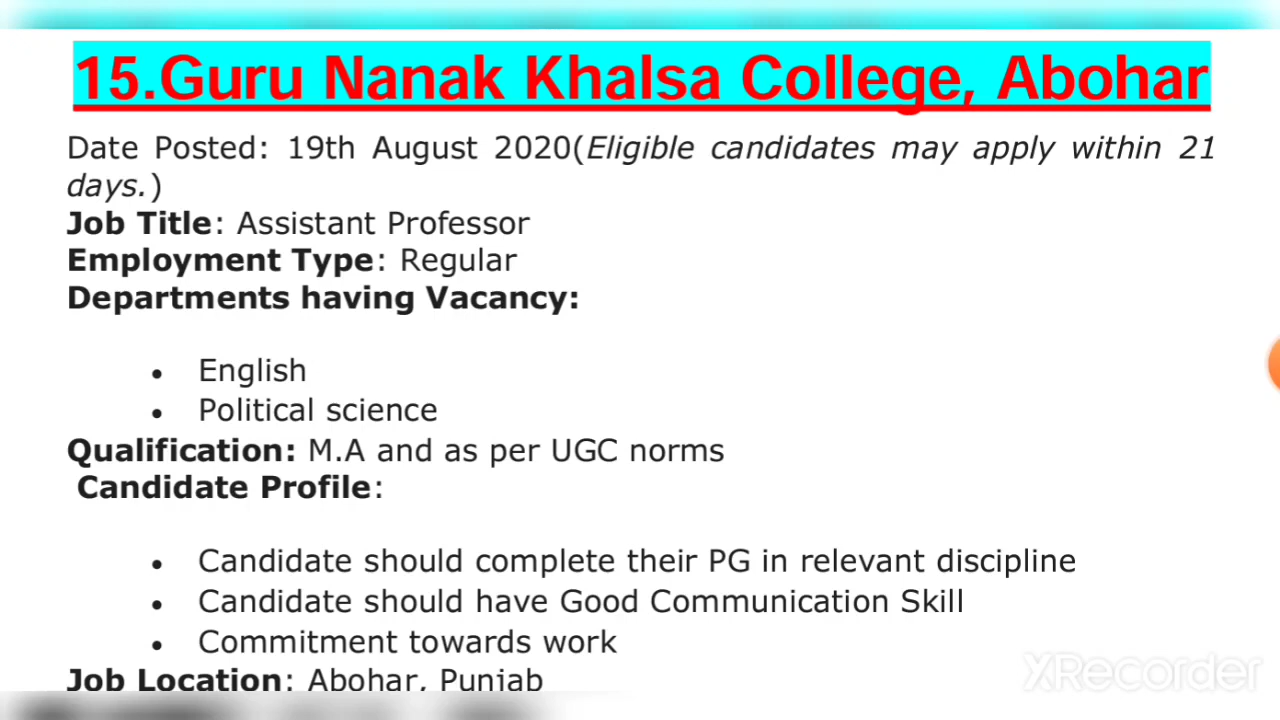 15.Guru Nanak Khalsa College, Abohar
Date Posted: 19th August 2020(Eligible candidates may apply within 21
days.)
Job Title: Assistant Professor
Employment Type: Regular
Departments having Vacancy:
• English
• Political science
Qualification: M.A and as per UGC norms
Candidate Profile:
• Candidate should complete their PG in relevant discipline
• Candidate should have Good Communication Skill
• Commitment towards work
Job Location: Abohar, Punjab
XRecorder